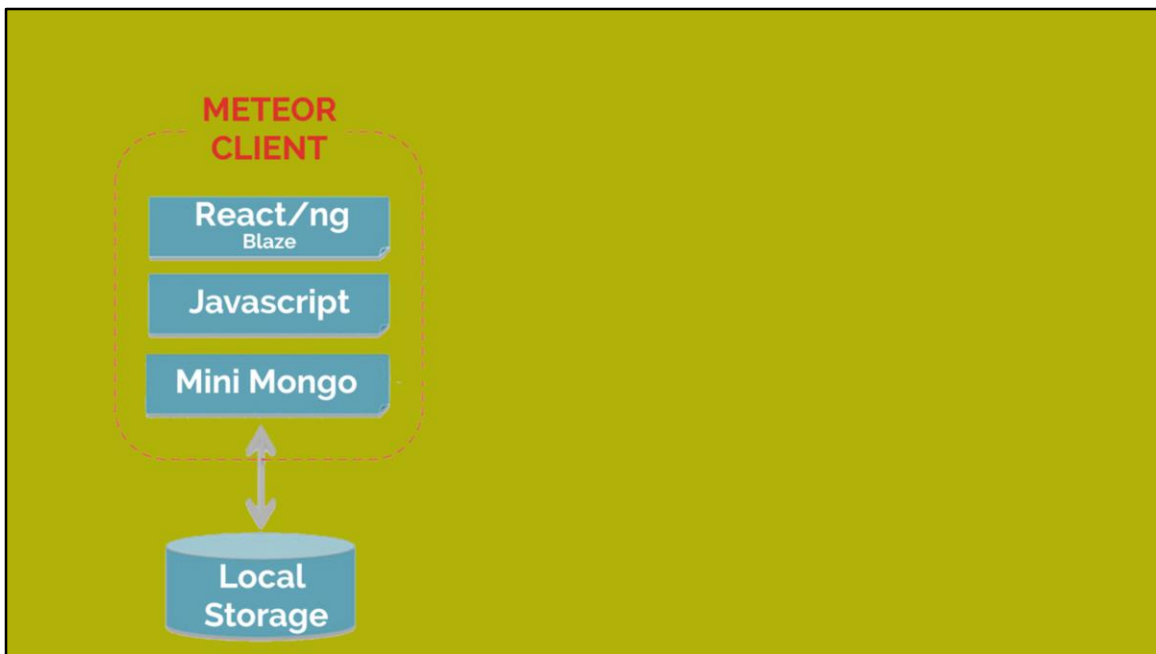 METEOR
CLIENT
React/ng
Blaze
Javascript
Mini Mongo
Local
Storage